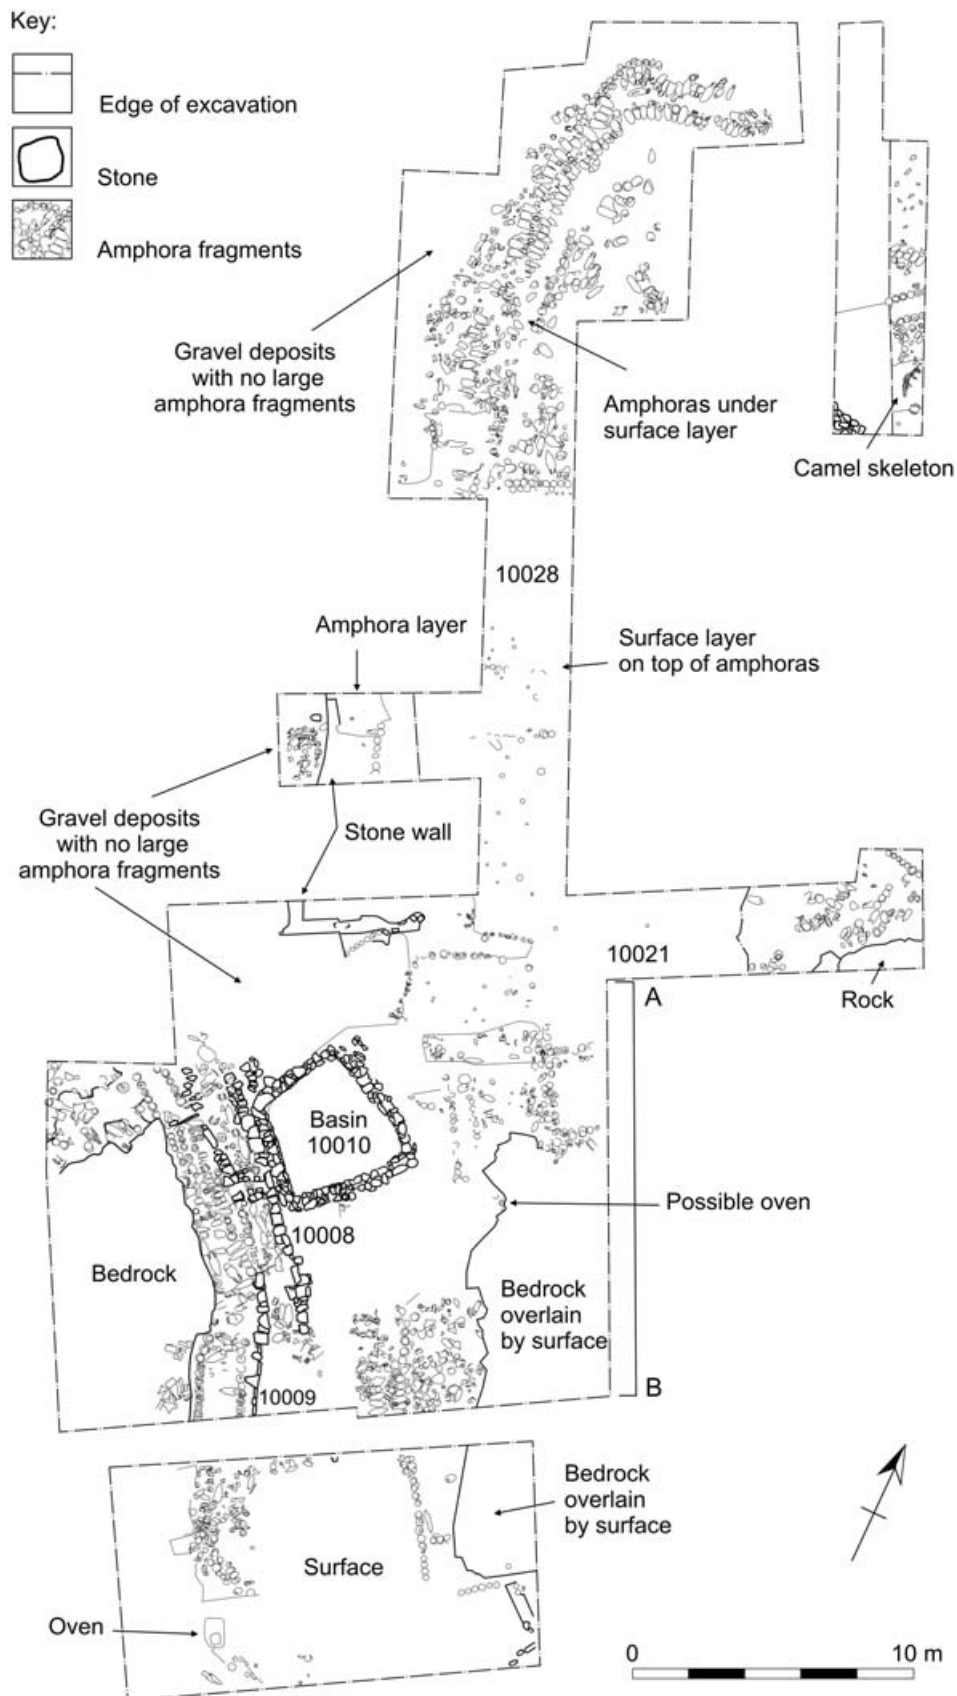 Key:
Edge of excavation
Stone
Amphora fragments
Gravel deposits
with no large
amphora fragments
Amphoras under
surface layer
Camel skeleton
10028
Amphora layer
Surface layer
on top of amphoras
Gravel deposits
with no large
amphora fragments
Stone wall
10021
Rock
A
Basin
10010
Possible oven
10008
Bedrock
Bedrock
overlain
by surface
B
10009
Bedrock
overlain
by surface
Surface
Oven
0 10 m